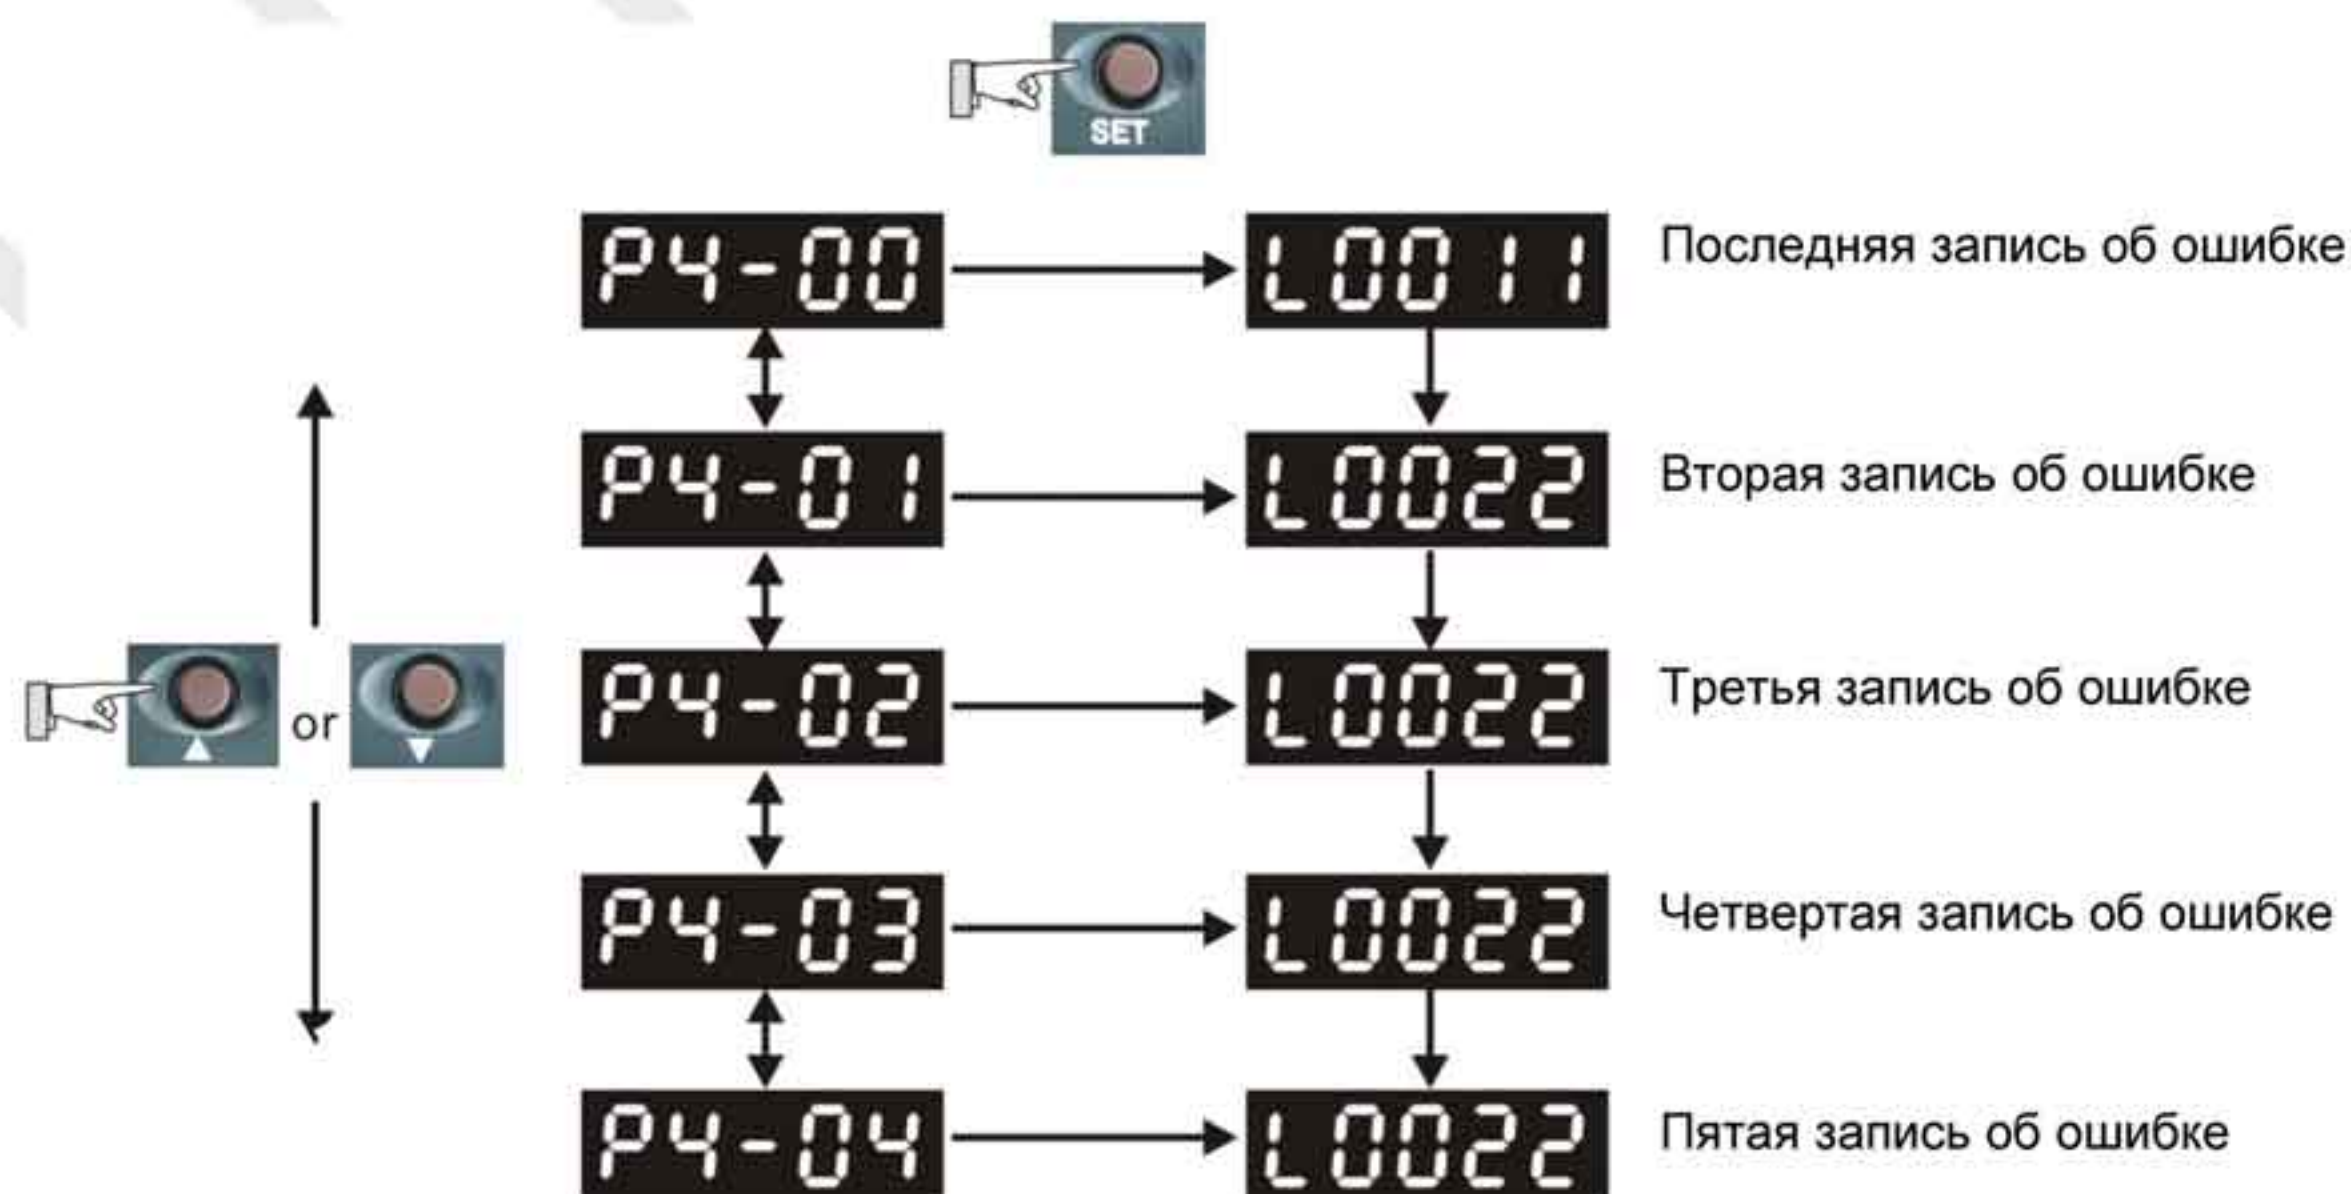 SET
P4-00 L0011 Последняя запись об ошибке
P4-01 L0022 Вторая запись об ошибке
P4-02 L0022 Третья запись об ошибке
or
P4-03 L0022 Четвертая запись об ошибке
P4-04 L0022 Пятая запись об ошибке